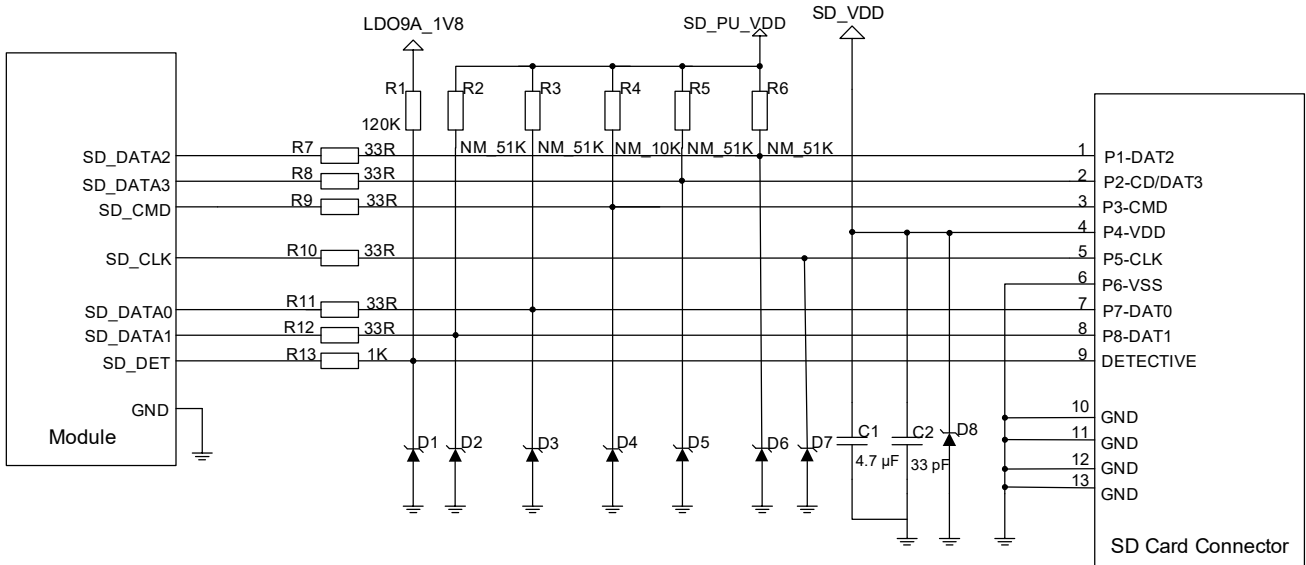 LDO9A_1V8
SD_PU_VDD
SD_VDD
R1
R2
R3
R4
R5
R6
120K
NM_51K
NM_51K
NM_10K
NM_51K
NM_51K
SD_DATA2
R7
33R
1
P1-DAT2
SD_DATA3
R8
33R
2
P2-CD/DAT3
SD_CMD
R9
33R
3
P3-CMD
4
P4-VDD
SD_CLK
R10
33R
5
P5-CLK
6
P6-VSS
SD_DATA0
R11
33R
7
P7-DAT0
SD_DATA1
R12
33R
8
P8-DAT1
SD_DET
R13
1K
9
DETECTIVE
GND
10
GND
11
GND
12
GND
13
GND
Module
D1
D2
D3
D4
D5
D6
D7
C1
4.7 µF
C2
33 pF
D8
SD Card Connector